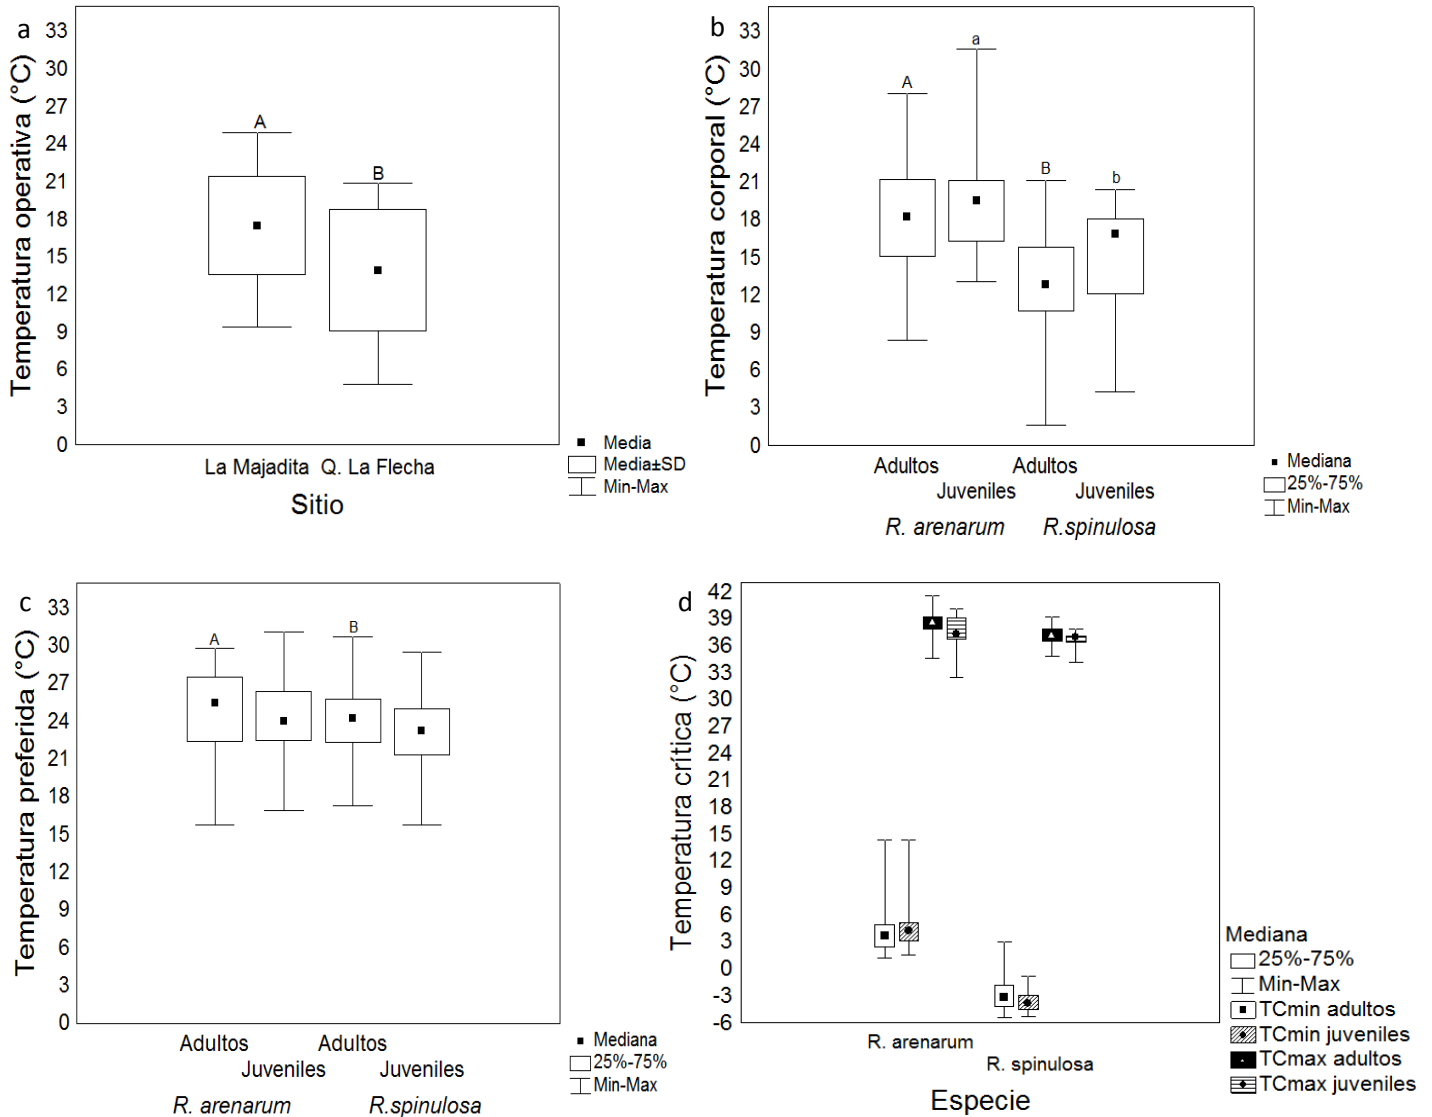 a
Temperatura operativa (°C)
33
30
27
24
21
18
15
12
9
6
3
0
A
B
La Majadita Q. La Flecha
Sitio
Media
Media±SD
Min-Max
b
Temperatura corporal (°C)
33
30
27
24
21
18
15
12
9
6
3
0
A
a
B
b
Adultos
Juveniles
Adultos
Juveniles
R. arenarum
R.spinulosa
Mediana
25%-75%
Min-Max
c
Temperatura preferida (°C)
33
30
27
24
21
18
15
12
9
6
3
0
A
B
Adultos
Juveniles
Adultos
Juveniles
R. arenarum
R.spinulosa
Mediana
25%-75%
Min-Max
d
Temperatura crítica (°C)
42
39
36
33
30
27
24
21
18
15
12
9
6
3
0
-3
-6
R. arenarum
R. spinulosa
Especie
Mediana
25%-75%
Min-Max
TCmin adultos
TCmin juveniles
TCmax adultos
TCmax juveniles